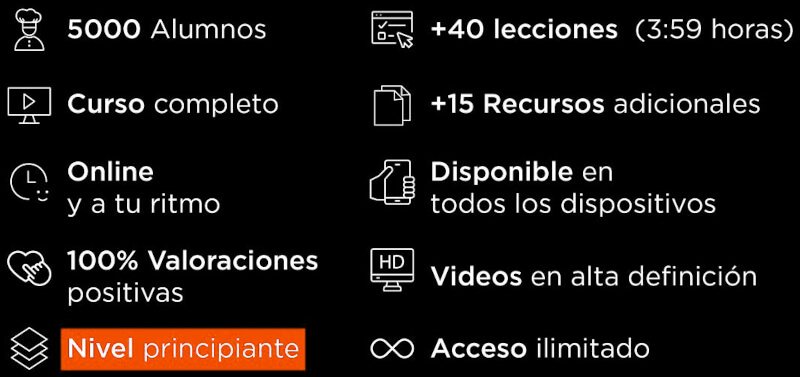 5000 Alumnos
+40 lecciones (3:59 horas)
Curso completo
+15 Recursos adicionales
Online
y a tu ritmo
Disponible en
todos los dispositivos
100% Valoraciones
positivas
HD
Videos en alta definición
Nivel principiante
Acceso ilimitado